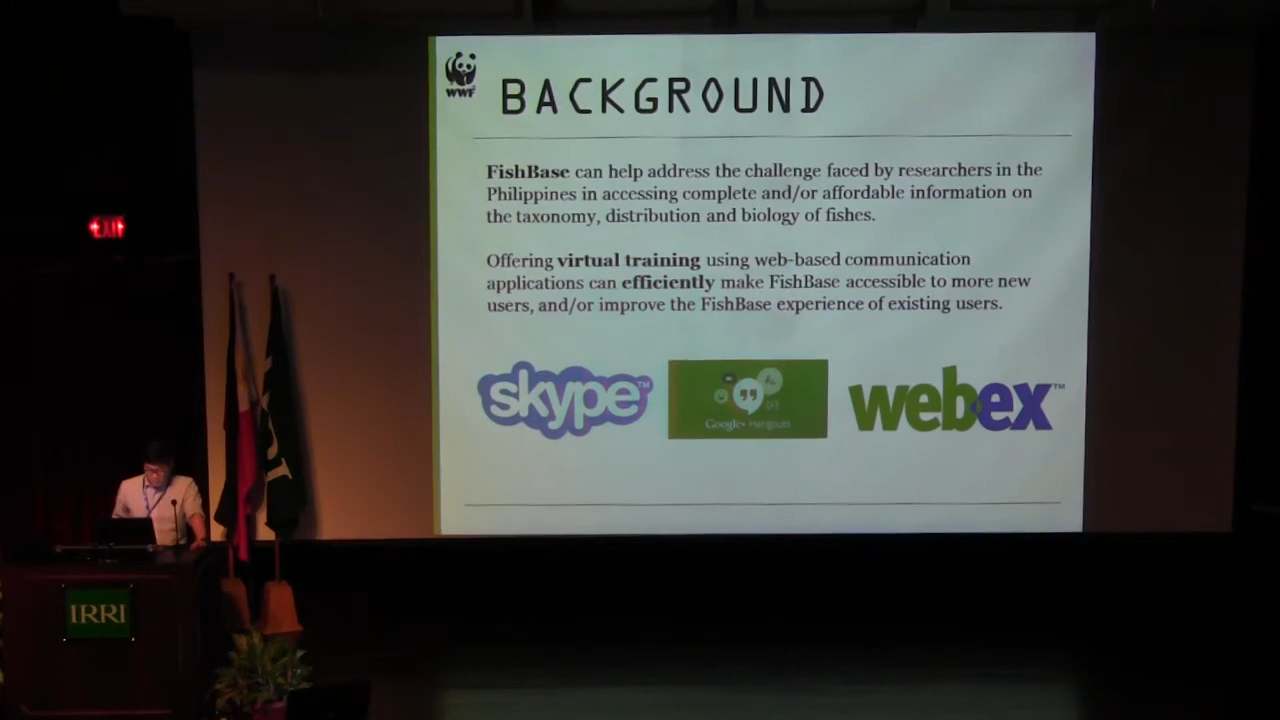 WWF
BACKGROUND
FishBase can help address the challenge faced by researchers in the
Philippines in accessing complete and/or affordable information on
the taxonomy, distribution and biology of fishes.
Offering virtual training using web-based communication
applications can efficiently make FishBase accessible to more new
users, and/or improve the FishBase experience of existing users.
skype™
Google+ Hangouts
webex™
EXIT
IRRI